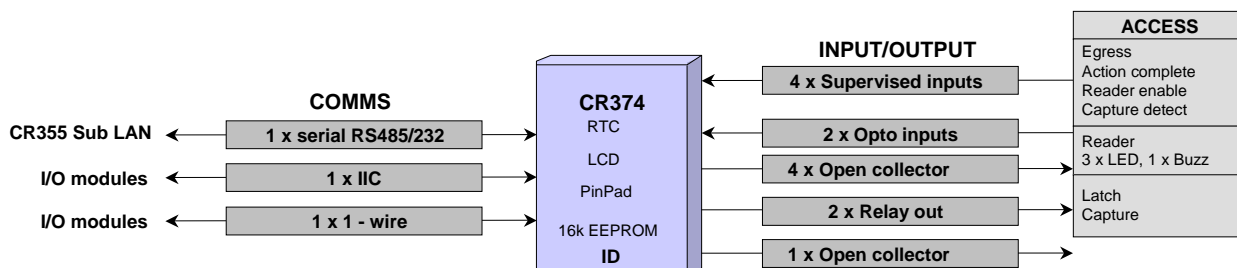 COMMS
CR355 Sub LAN
1 x serial RS485/232
I/O modules
1 x IIC
I/O modules
1 x 1 - wire
CR374
RTC
LCD
PinPad
16k EEPROM
ID
INPUT/OUTPUT
4 x Supervised inputs
2 x Opto inputs
4 x Open collector
2 x Relay out
1 x Open collector
ACCESS
Egress
Action complete
Reader enable
Capture detect
Reader
3 x LED, 1 x Buzz
Latch
Capture